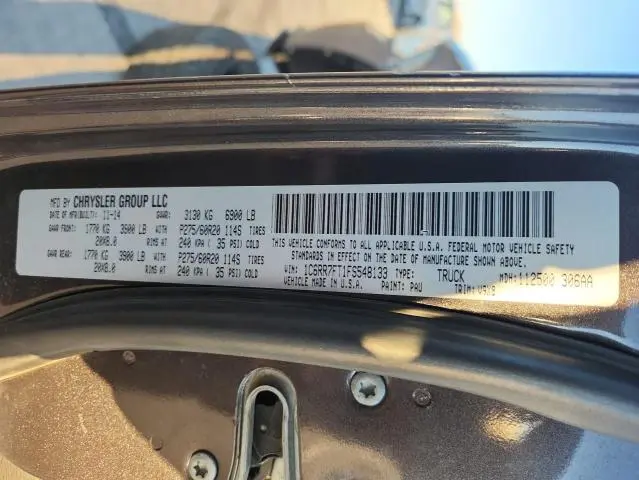 MFD BY CHRYSLER GROUP LLC
DATE OF MFR(BUILT): 11-14 GVWR: 3130 KG 6900 LB
GAWR FRONT: 1770 KG 3900 LB WITH P275/60R20 114S TIRES
20X8.0 RIMS AT 240 KPA ( 35 PSI) COLD
GAWR REAR: 1770 KG 3900 LB WITH P275/60R20 114S TIRES
20X8.0 RIMS AT 240 KPA ( 35 PSI) COLD
THIS VEHICLE CONFORMS TO ALL APPLICABLE U.S.A. FEDERAL MOTOR VEHICLE SAFETY
STANDARDS IN EFFECT ON THE DATE OF MANUFACTURE SHOWN ABOVE.
VIN: 1C6RR7FT1FS548133 TYPE: TRUCK MDH: 112500 306AA
VEHICLE MADE IN U.S.A. PAINT: PAU TRIM: